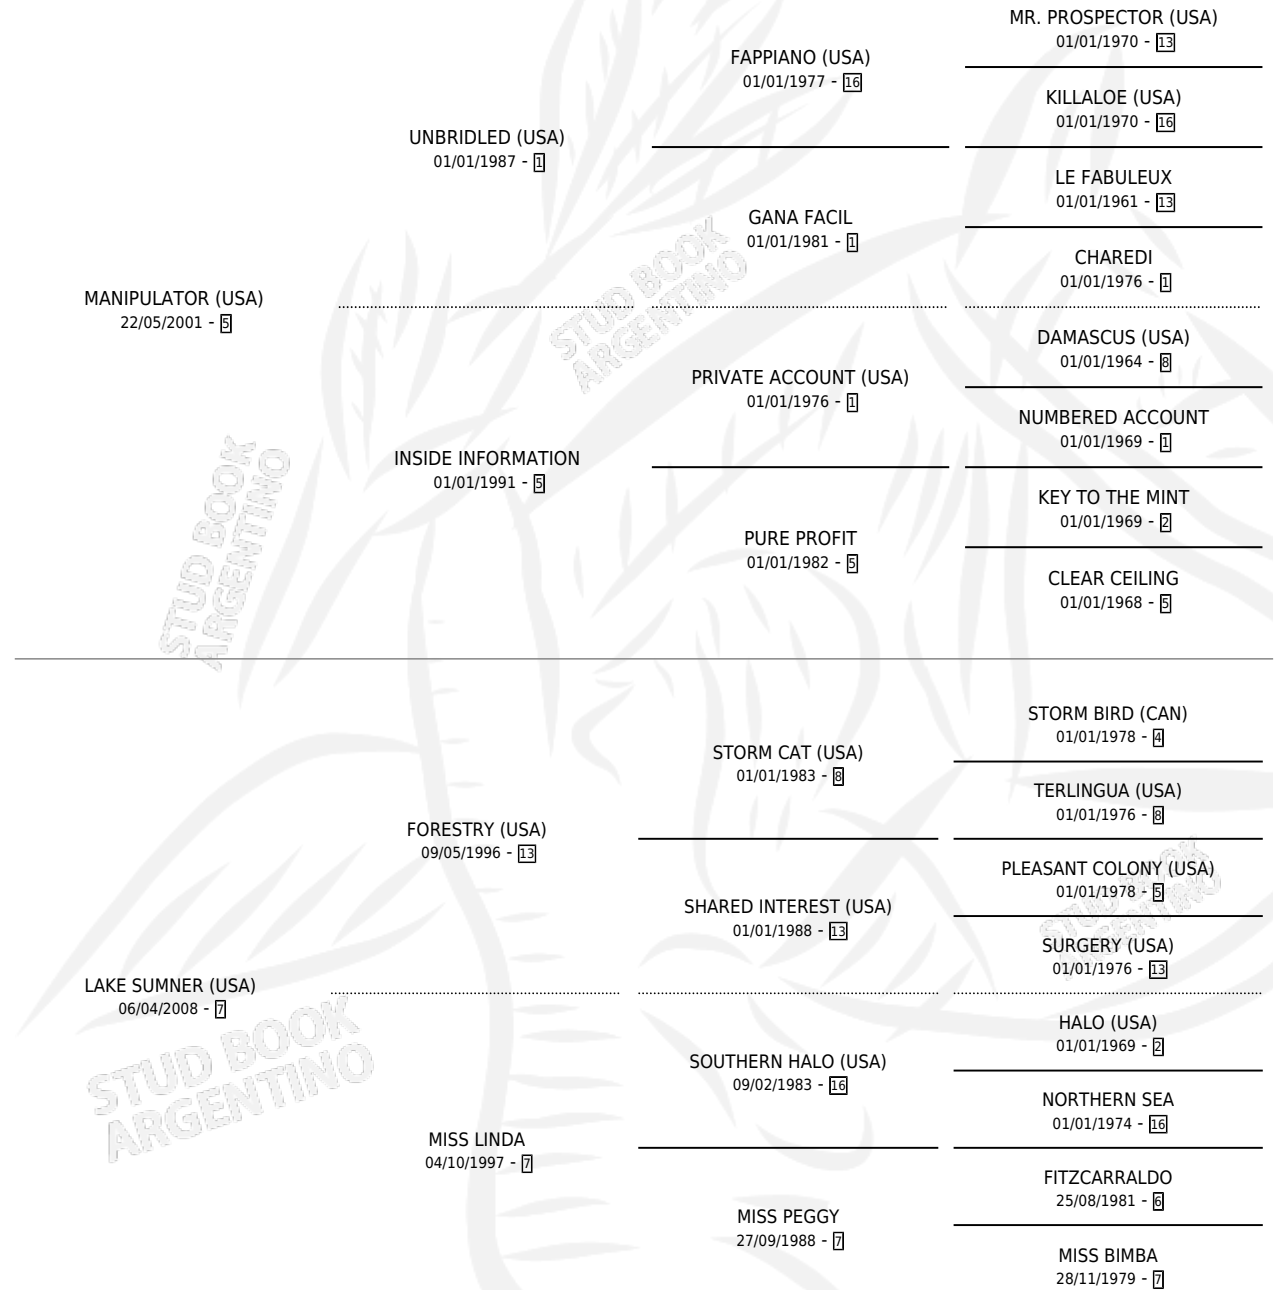 MR. PROSPECTOR (USA)
01/01/1970 - 13
FAPPIANO (USA)
01/01/1977 - 16
KILLALOE (USA)
01/01/1970 - 16
UNBRIDLED (USA)
01/01/1987 - 1
LE FABULEUX
01/01/1961 - 13
GANA FACIL
01/01/1981 - 1
CHAREDI
01/01/1976 - 1
MANIPULATOR (USA)
22/05/2001 - 5
STUD BOOK
ARGENTINO
DAMASCUS (USA)
01/01/1964 - 8
PRIVATE ACCOUNT (USA)
01/01/1976 - 1
NUMBERED ACCOUNT
01/01/1969 - 1
INSIDE INFORMATION
01/01/1991 - 5
KEY TO THE MINT
01/01/1969 - 2
PURE PROFIT
01/01/1982 - 5
CLEAR CEILING
01/01/1968 - 5
STUD BOOK
ARGENTINO
STORM BIRD (CAN)
01/01/1978 - 4
STORM CAT (USA)
01/01/1983 - 8
TERLINGUA (USA)
01/01/1976 - 8
FORESTRY (USA)
09/05/1996 - 13
PLEASANT COLONY (USA)
01/01/1978 - 5
SHARED INTEREST (USA)
01/01/1988 - 13
STUD BOOK
ARGENTINO
SURGERY (USA)
01/01/1976 - 13
LAKE SUMNER (USA)
06/04/2008 - 7
STUD BOOK
ARGENTINO
HALO (USA)
01/01/1969 - 2
SOUTHERN HALO (USA)
09/02/1983 - 16
NORTHERN SEA
01/01/1974 - 16
MISS LINDA
04/10/1997 - 7
FITZCARRALDO
25/08/1981 - 6
MISS PEGGY
27/09/1988 - 7
MISS BIMBA
28/11/1979 - 7